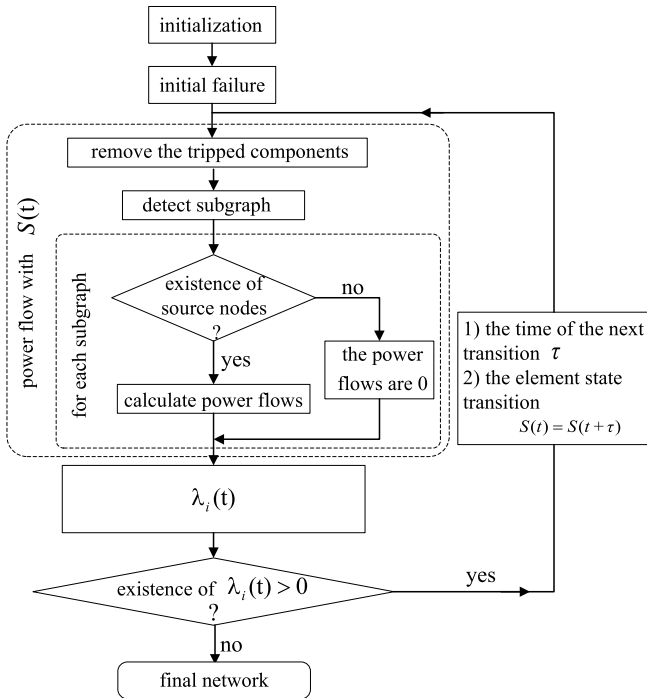 initialization
initial failure
remove the tripped components
detect subgraph
power flow with S(t)
for each subgraph
existence of
source nodes
?
no
yes
the power
flows are 0
calculate power flows
1) the time of the next
transition τ
2) the element state
transition
S(t) = S(t + τ)
λᵢ(t)
existence of λᵢ(t) > 0
?
yes
no
final network